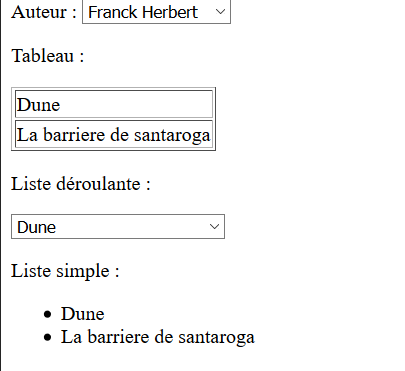 Auteur : Franck Herbert
Tableau :
Dune
La barriere de santaroga
Liste déroulante :
Dune
Liste simple :
Dune
La barriere de santaroga